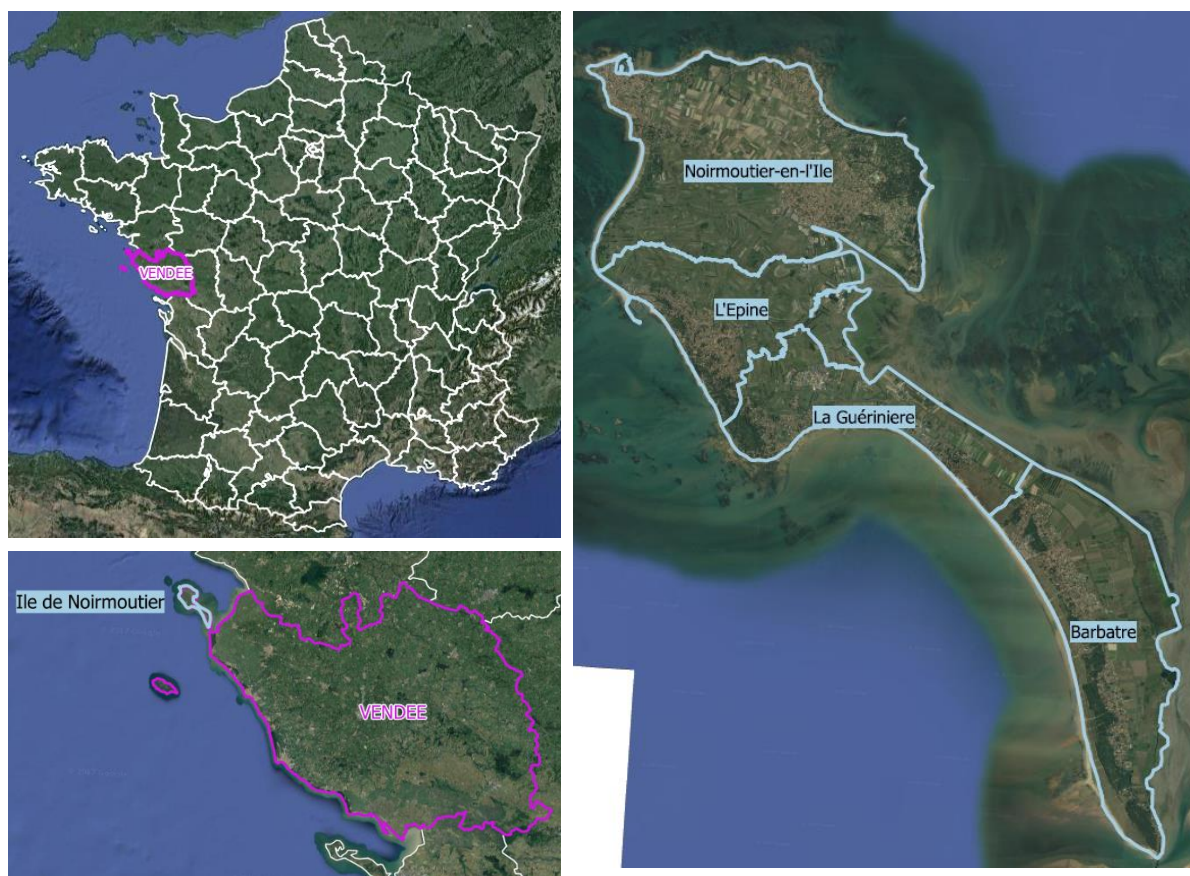 VENDEE
Ile de Noirmoutier
VENDEE
Noirmoutier-en-l'Ile
L'Epine
La Guériniere
Barbatre